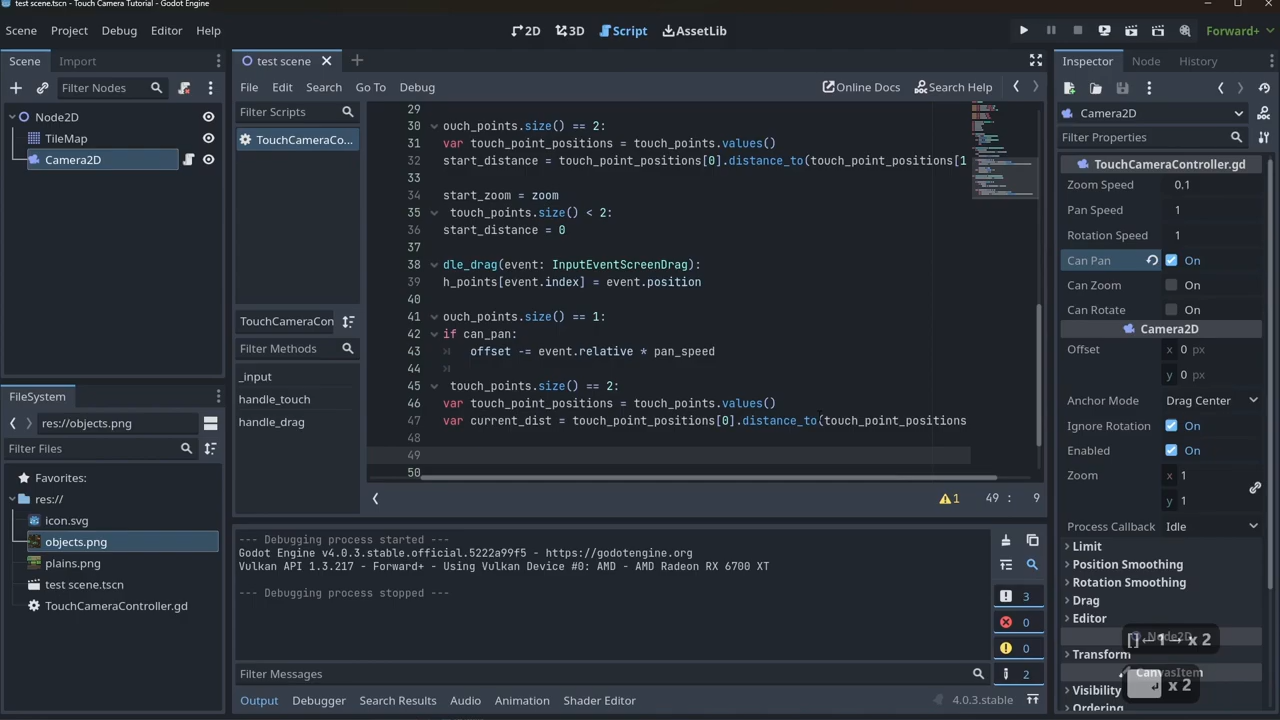 test scene.tscn - Touch Camera Tutorial - Godot Engine
Scene Project Debug Editor Help
2D 3D Script AssetLib
Forward+
Scene Import
Filter Nodes
Node2D
TileMap
Camera2D
FileSystem
res://objects.png
Filter Files
Favorites:
res://
icon.svg
objects.png
plains.png
test scene.tscn
TouchCameraController.gd
test scene
File Edit Search Go To Debug
Online Docs Search Help
Filter Scripts
TouchCameraCo...
TouchCameraCon
Filter Methods
_input
handle_touch
handle_drag
29
30 ouch_points.size() == 2:
31 var touch_point_positions = touch_points.values()
32 start_distance = touch_point_positions[0].distance_to(touch_point_positions[1
33
34 start_zoom = zoom
35 touch_points.size() < 2:
36 start_distance = 0
37
38 dle_drag(event: InputEventScreenDrag):
39 h_points[event.index] = event.position
40
41 ouch_points.size() == 1:
42 if can_pan:
43 offset -= event.relative * pan_speed
44
45 touch_points.size() == 2:
46 var touch_point_positions = touch_points.values()
47 var current_dist = touch_point_positions[0].distance_to(touch_point_positions
48
49
50
1 49 : 9
--- Debugging process started ---
Godot Engine v4.0.3.stable.official.5222a99f5 - https://godotengine.org
Vulkan API 1.3.217 - Forward+ - Using Vulkan Device #0: AMD - AMD Radeon RX 6700 XT
--- Debugging process stopped ---
3
0
0
2
Filter Messages
Output Debugger Search Results Audio Animation Shader Editor
4.0.3.stable
Inspector Node History
Camera2D
Filter Properties
TouchCameraController.gd
Zoom Speed 0.1
Pan Speed 1
Rotation Speed 1
Can Pan On
Can Zoom On
Can Rotate On
Camera2D
Offset x 0 px
y 0 px
Anchor Mode Drag Center
Ignore Rotation On
Enabled On
Zoom x 1
y 1
Process Callback Idle
Limit
Position Smoothing
Rotation Smoothing
Drag
Editor
Node2D
Transform
CanvasItem
Visibility
Ordering
x 2
x 2